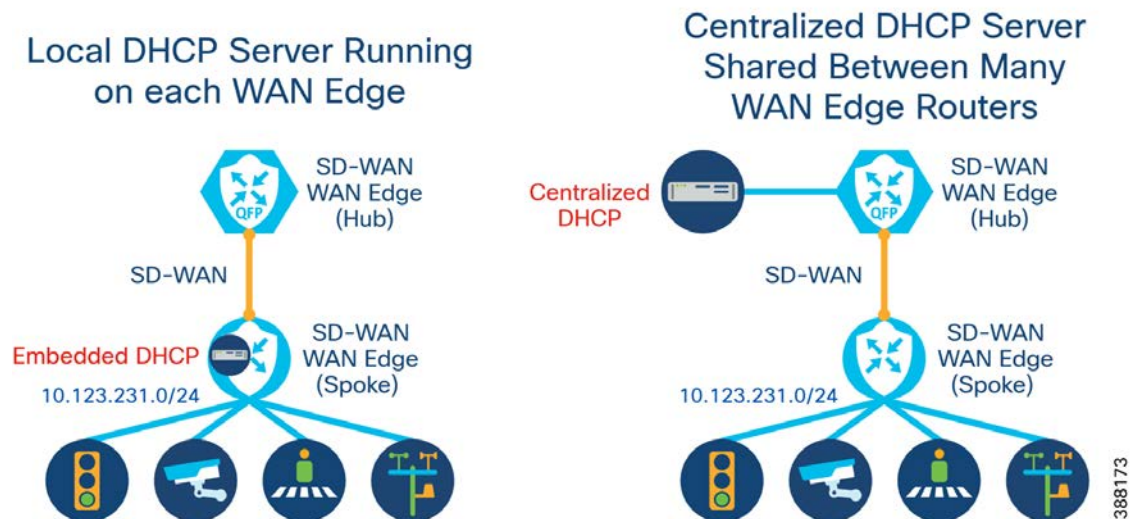 Local DHCP Server Running
on each WAN Edge
SD-WAN
WAN Edge
(Hub)
QFP
SD-WAN
Embedded DHCP
SD-WAN
WAN Edge
(Spoke)
10.123.231.0/24
Centralized DHCP Server
Shared Between Many
WAN Edge Routers
Centralized
DHCP
QFP
SD-WAN
WAN Edge
(Hub)
SD-WAN
SD-WAN
WAN Edge
(Spoke)
10.123.231.0/24
388173